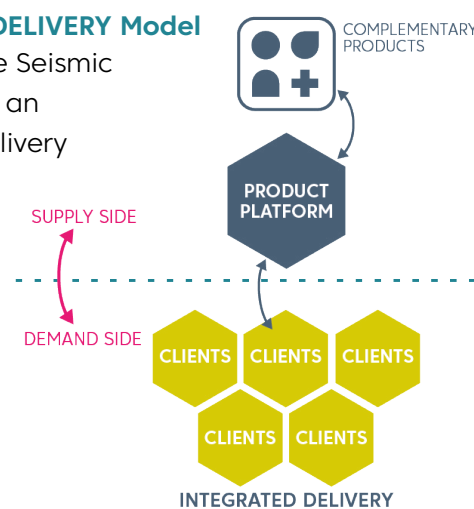 DELIVERY Model
e Seismic
an
livery
COMPLEMENTARY
PRODUCTS
PRODUCT
PLATFORM
SUPPLY SIDE
DEMAND SIDE
CLIENTS CLIENTS CLIENTS
CLIENTS CLIENTS
INTEGRATED DELIVERY